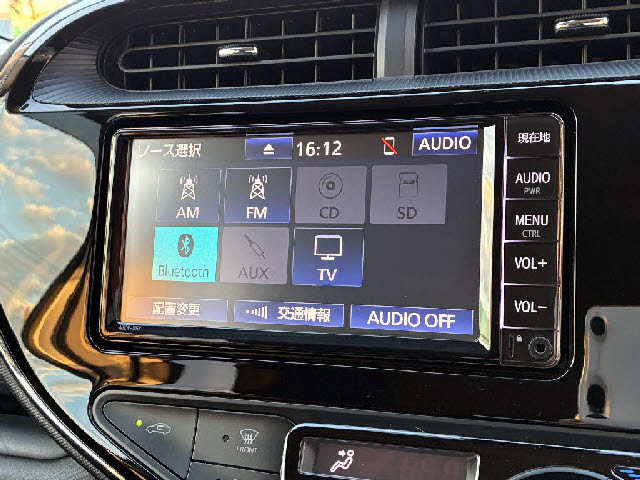 ソース選択 16:12 AUDIO
現在地
AM FM CD SD
AUDIO
PWR
MENU
CTRL
Bluetooth AUX TV
VOL+
配置変更 交通情報 AUDIO OFF
VOL-
FRONT